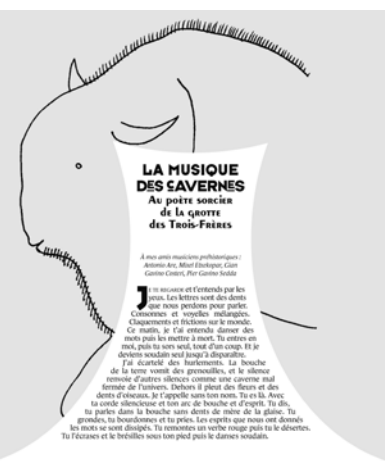 LA MUSIQUE
DES CAVERNES
AU POÈTE SORCIER
DE LA GROTTE
DES TROIS-FRÈRES
À mes amis musiciens préhistoriques :
Antonio Are, Mixel Etxekopar, Gian
Gavino Centeri, Pier Gavino Sedda
JE TE REGARDE et t'entends par les
yeux. Les lettres sont des dents
que nous perdons pour parler.
Consonnes et voyelles mélangées.
Claquements et frictions sur le monde.
Ce matin, je t'ai entendu danser des
mots puis les mettre à mort. Tu entres en
moi, puis tu sors seul, tout d'un coup. Et je
deviens soudain seul jusqu'à disparaître.
J'ai écartelé des hurlements. La bouche
de la terre vomit des grenouilles, et le silence
renvoie d'autres silences comme une caverne mal
fermée de l'univers. Dehors il pleut des fleurs et des
dents d'oiseaux. Je t'appelle sans ton nom. Tu es là. Avec
ta corde silencieuse et ton arc de bouche et d'esprit. Tu dis,
tu parles dans la bouche sans dents de mère de la glaise. Tu
grondes, tu bourdonnes et tu pries. Les esprits que nous ont donnés
les mots se sont dissipés. Tu remontes un verbe rouge puis tu le désertes.
Tu l'écrases et le brésilles sous ton pied puis le danses soudain.